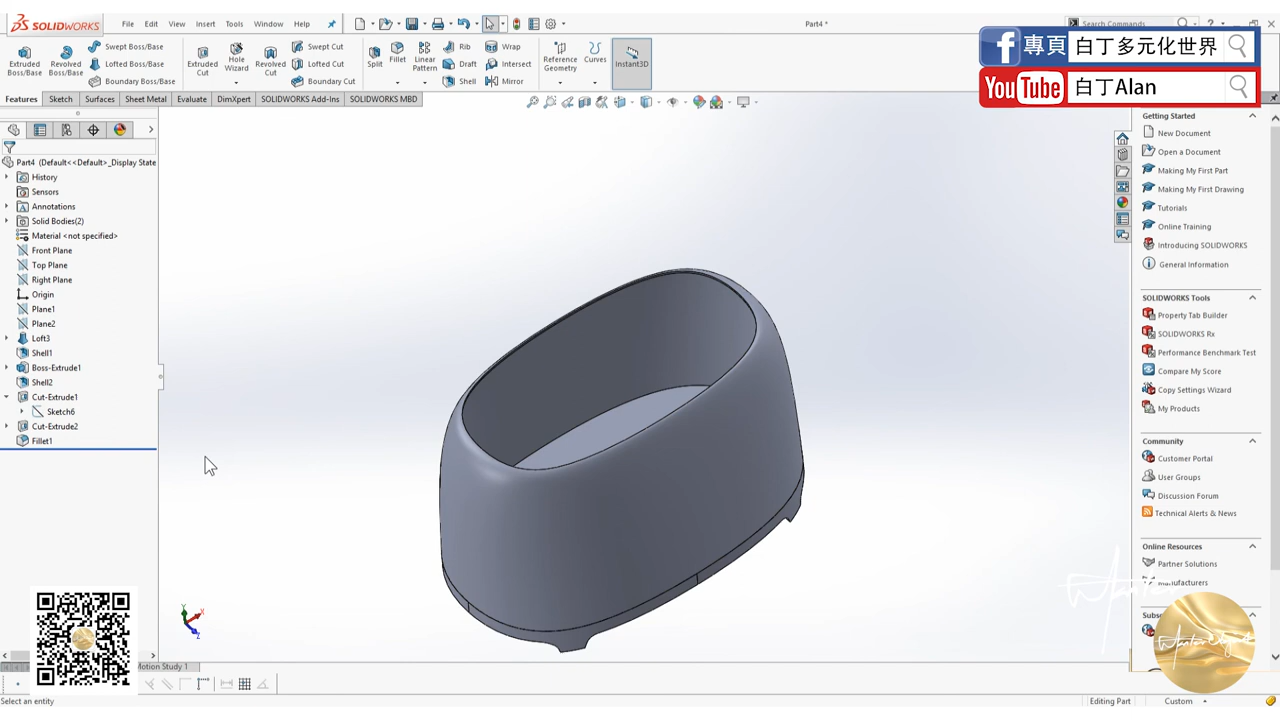 SOLIDWORKS
File Edit View Insert Tools Window Help
Part4 *
Search Commands
Extruded Boss/Base
Revolved Boss/Base
Swept Boss/Base
Lofted Boss/Base
Boundary Boss/Base
Extruded Cut
Hole Wizard
Revolved Cut
Swept Cut
Lofted Cut
Boundary Cut
Split
Fillet
Linear Pattern
Rib
Draft
Shell
Wrap
Intersect
Mirror
Reference Geometry
Curves
Instant3D
f 專頁 白丁多元化世界
YouTube 白丁Alan
Features Sketch Surfaces Sheet Metal Evaluate DimXpert SOLIDWORKS Add-Ins SOLIDWORKS MBD
Part4 (Default<<Default>_Display State
History
Sensors
Annotations
Solid Bodies(2)
Material <not specified>
Front Plane
Top Plane
Right Plane
Origin
Plane1
Plane2
Loft3
Shell1
Boss-Extrude1
Shell2
Cut-Extrude1
Sketch6
Cut-Extrude2
Fillet1
Getting Started
New Document
Open a Document
Making My First Part
Making My First Drawing
Tutorials
Online Training
Introducing SOLIDWORKS
General Information
SOLIDWORKS Tools
Property Tab Builder
SOLIDWORKS Rx
Performance Benchmark Test
Compare My Score
Copy Settings Wizard
My Products
Community
Customer Portal
User Groups
Discussion Forum
Technical Alerts & News
Online Resources
Partner Solutions
Manufacturers
Y X Z
Motion Study 1
Select an entity
Editing Part
Custom